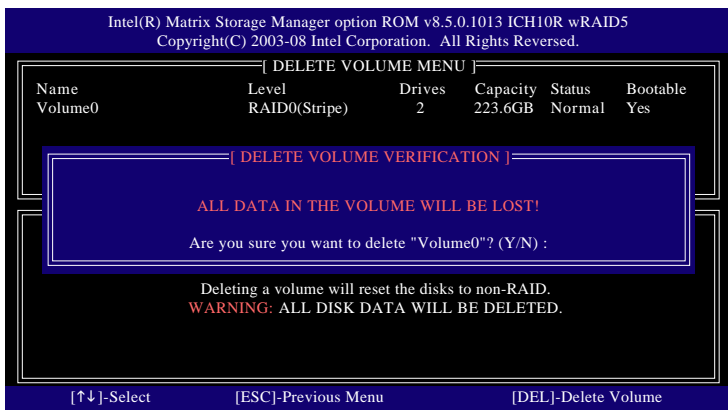 Intel(R) Matrix Storage Manager option ROM v8.5.0.1013 ICH10R wRAID5
Copyright(C) 2003-08 Intel Corporation. All Rights Reversed.
[ DELETE VOLUME MENU ]
Name Level Drives Capacity Status Bootable
Volume0 RAID0(Stripe) 2 223.6GB Normal Yes
[ DELETE VOLUME VERIFICATION ]
ALL DATA IN THE VOLUME WILL BE LOST!
Are you sure you want to delete "Volume0"? (Y/N) :
Deleting a volume will reset the disks to non-RAID.
WARNING: ALL DISK DATA WILL BE DELETED.
[↑↓]-Select [ESC]-Previous Menu [DEL]-Delete Volume